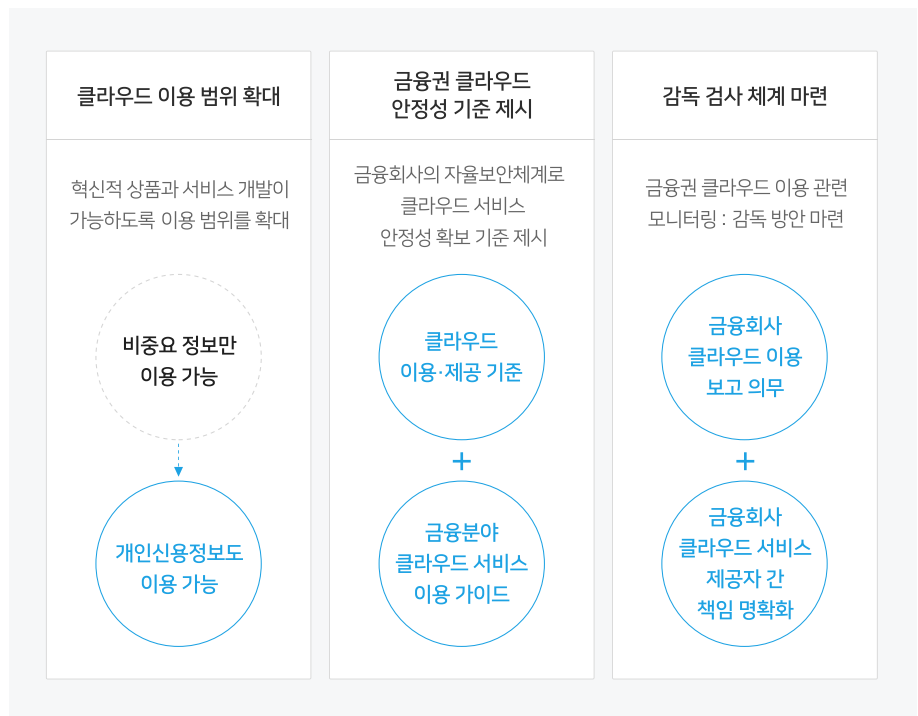 클라우드 이용 범위 확대
혁신적 상품과 서비스 개발이
가능하도록 이용 범위를 확대
비중요 정보만
이용 가능
개인신용정보도
이용 가능
금융권 클라우드
안정성 기준 제시
금융회사의 자율보안체계로
클라우드 서비스
안정성 확보 기준 제시
클라우드
이용·제공 기준
+
금융분야
클라우드 서비스
이용 가이드
감독 검사 체계 마련
금융권 클라우드 이용 관련
모니터링 : 감독 방안 마련
금융회사
클라우드 이용
보고 의무
+
금융회사
클라우드 서비스
제공자 간
책임 명확화